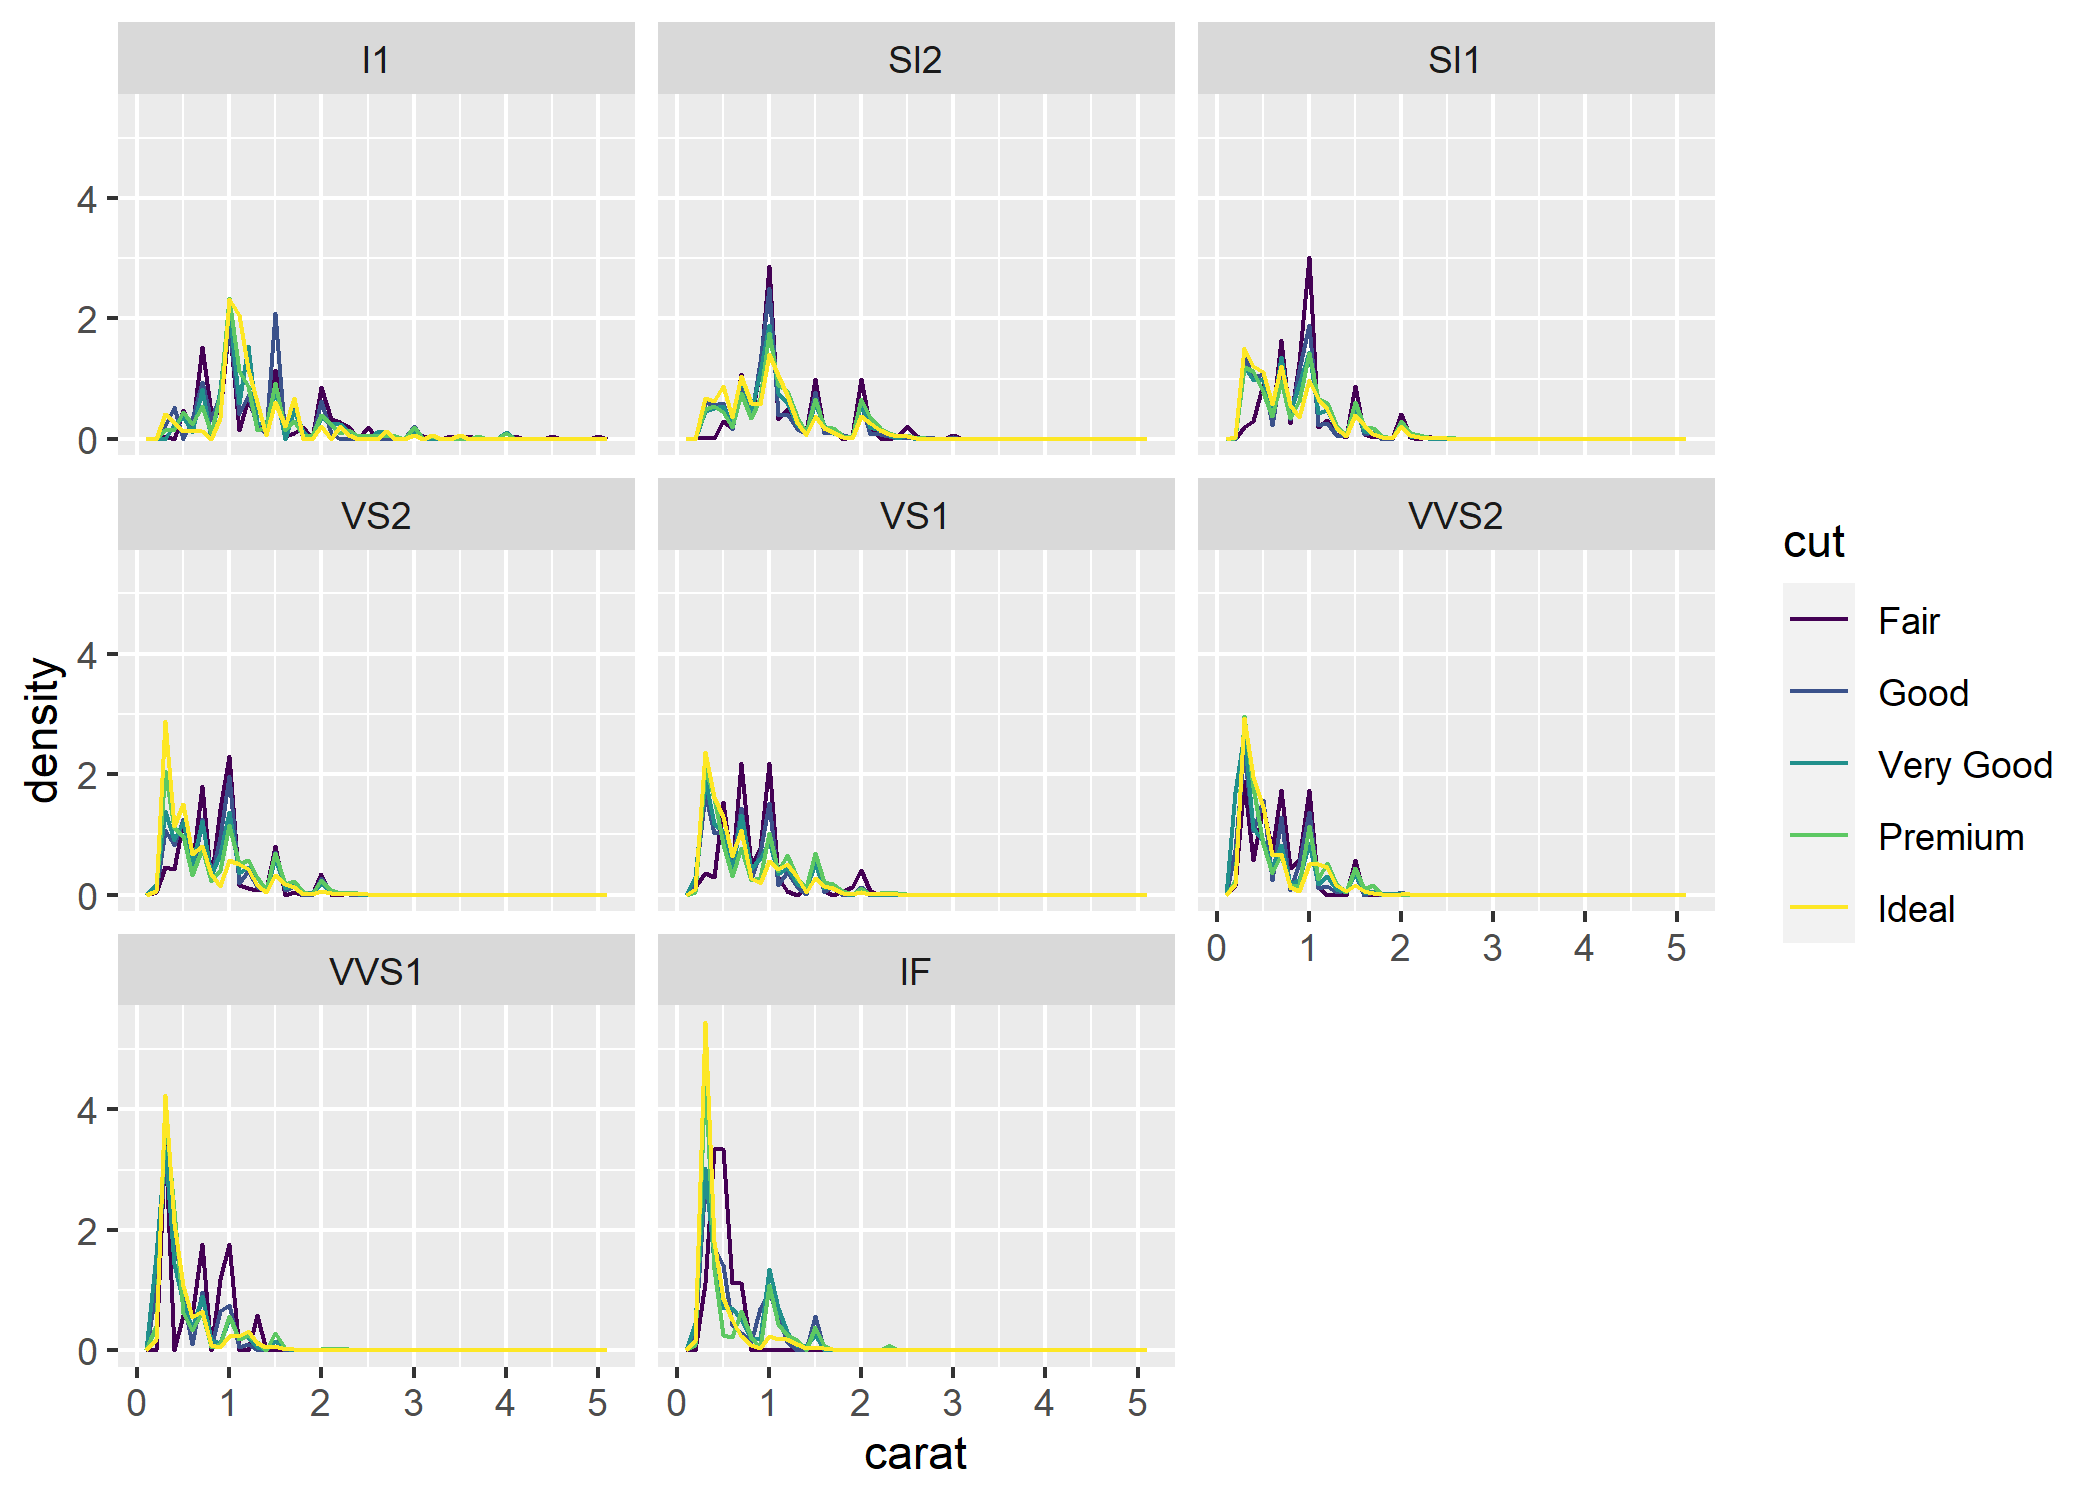 I1 SI2 SI1
4
2
0
VS2 VS1 VVS2
4
2
0
0 1 2 3 4 5
VVS1 IF
4
2
0
0 1 2 3 4 5 0 1 2 3 4 5
carat
density
cut
Fair
Good
Very Good
Premium
Ideal